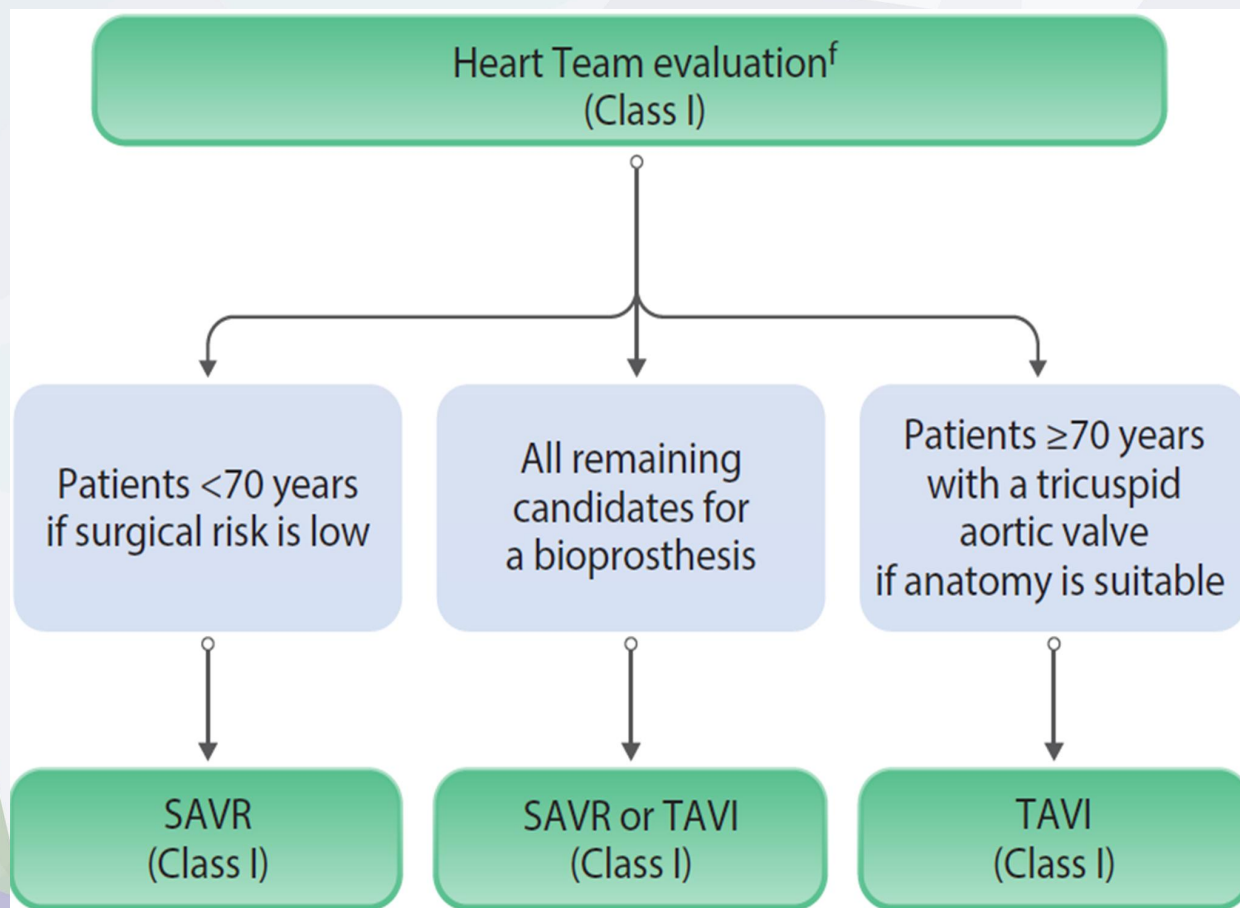 Heart Team evaluationᶠ
(Class I)
Patients <70 years
if surgical risk is low
All remaining
candidates for
a bioprosthesis
Patients ≥70 years
with a tricuspid
aortic valve
if anatomy is suitable
SAVR
(Class I)
SAVR or TAVI
(Class I)
TAVI
(Class I)